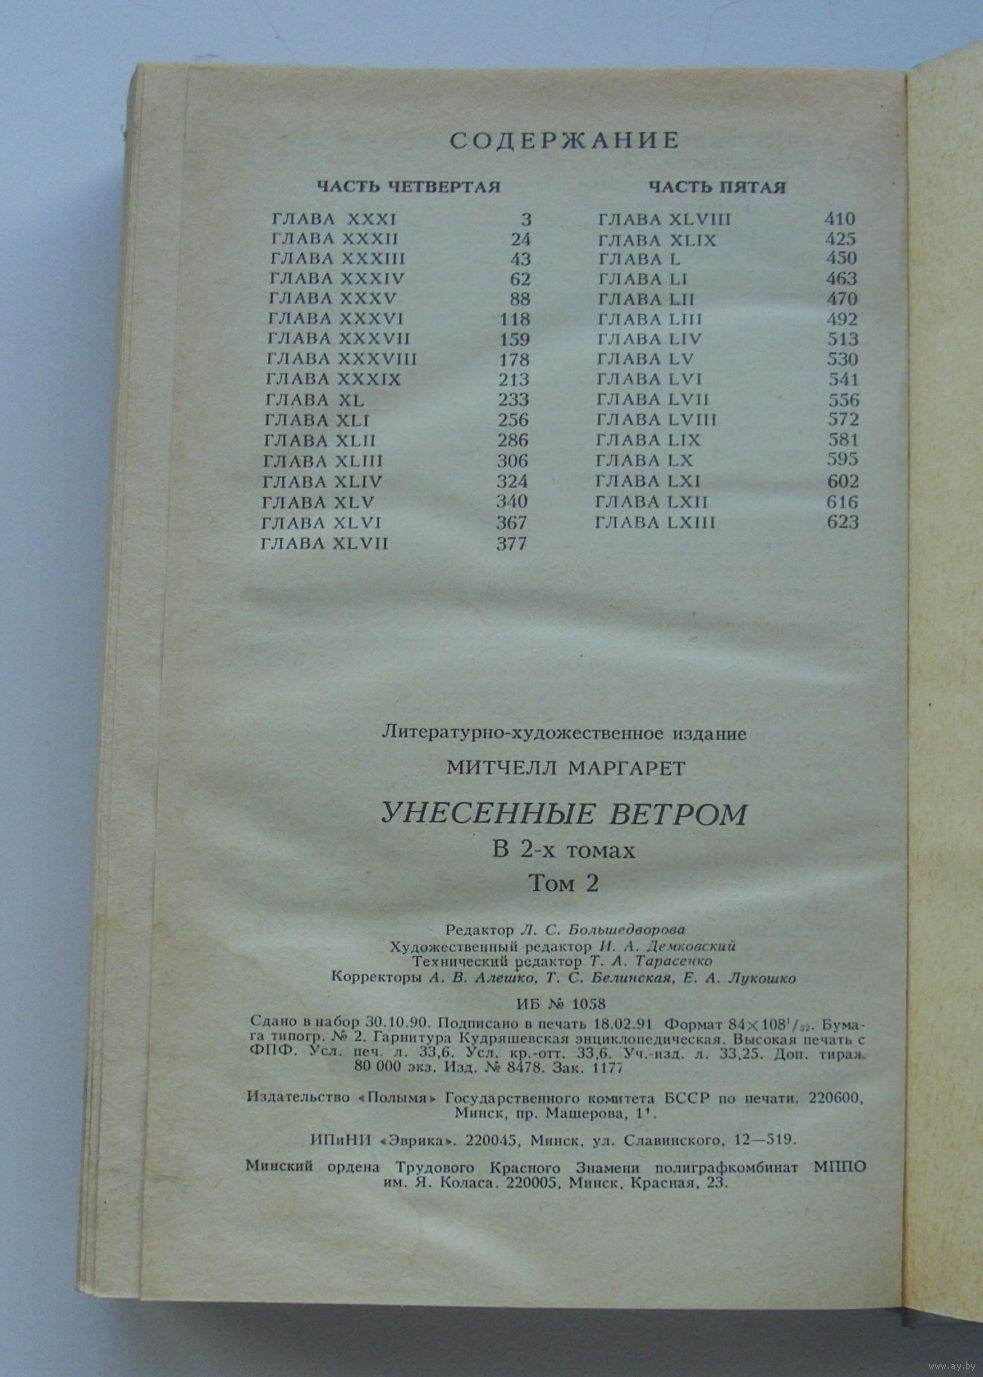 СОДЕРЖАНИЕ
ЧАСТЬ ЧЕТВЕРТАЯ
ГЛАВА XXXI 3
ГЛАВА XXXII 24
ГЛАВА XXXIII 43
ГЛАВА XXXIV 62
ГЛАВА XXXV 88
ГЛАВА XXXVI 118
ГЛАВА XXXVII 159
ГЛАВА XXXVIII 178
ГЛАВА XXXIX 213
ГЛАВА XL 233
ГЛАВА XLI 256
ГЛАВА XLII 286
ГЛАВА XLIII 306
ГЛАВА XLIV 324
ГЛАВА XLV 340
ГЛАВА XLVI 367
ГЛАВА XLVII 377
ЧАСТЬ ПЯТАЯ
ГЛАВА XLVIII 410
ГЛАВА XLIX 425
ГЛАВА L 450
ГЛАВА LI 463
ГЛАВА LII 470
ГЛАВА LIII 492
ГЛАВА LIV 513
ГЛАВА LV 530
ГЛАВА LVI 541
ГЛАВА LVII 556
ГЛАВА LVIII 572
ГЛАВА LIX 581
ГЛАВА LX 595
ГЛАВА LXI 602
ГЛАВА LXII 616
ГЛАВА LXIII 623
Литературно-художественное издание
МИТЧЕЛЛ МАРГАРЕТ
УНЕСЕННЫЕ ВЕТРОМ
В 2-х томах
Том 2
Редактор Л. С. Большедворова
Художественный редактор И. А. Демковский
Технический редактор Т. А. Тарасенко
Корректоры А. В. Алешко, Т. С. Белинская, Е. А. Лукошко
ИБ № 1058
Сдано в набор 30.10.90. Подписано в печать 18.02.91 Формат 84×108¹/₃₂. Бума-
га типогр. № 2. Гарнитура Кудряшевская энциклопедическая. Высокая печать с
ФПФ. Усл. печ. л. 33,6. Усл. кр.-отт. 33,6. Уч.-изд. л. 33,25. Доп. тираж
80 000 экз. Изд. № 8478. Зак. 1177
Издательство «Полымя» Государственного комитета БССР по печати. 220600,
Минск, пр. Машерова,
ИПиНИ «Эврика». 220045, Минск, ул. Славинского, 12—519.
Минский ордена Трудового Красного Знамени полиграфкомбинат МППО
им. Я. Коласа. 220005, Минск, Красная, 23.
www.ay.by